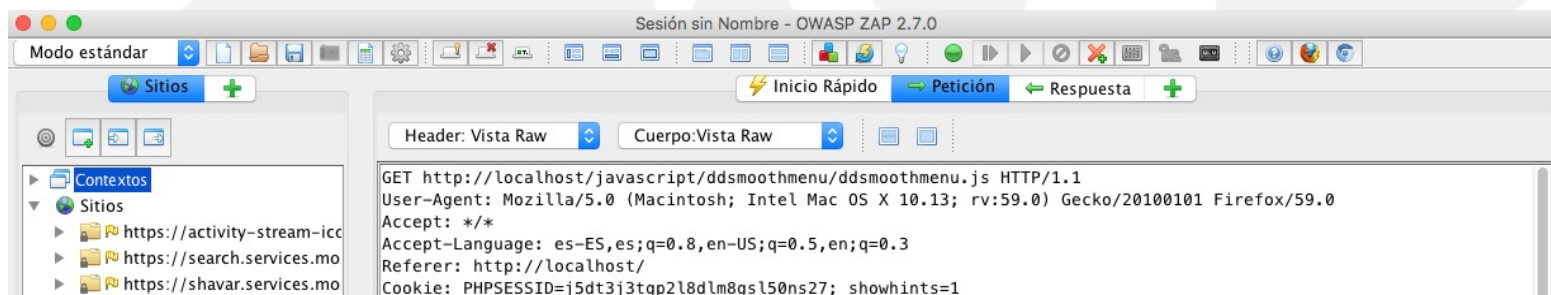 Sesión sin Nombre - OWASP ZAP 2.7.0
Modo estándar
Sitios
Inicio Rápido
Petición
Respuesta
Header: Vista Raw
Cuerpo:Vista Raw
Contextos
Sitios
https://activity-stream-icc
https://search.services.mo
https://shavar.services.mo
GET http://localhost/javascript/ddsmoothmenu/ddsmoothmenu.js HTTP/1.1
User-Agent: Mozilla/5.0 (Macintosh; Intel Mac OS X 10.13; rv:59.0) Gecko/20100101 Firefox/59.0
Accept: */*
Accept-Language: es-ES,es;q=0.8,en-US;q=0.5,en;q=0.3
Referer: http://localhost/
Cookie: showhints=1